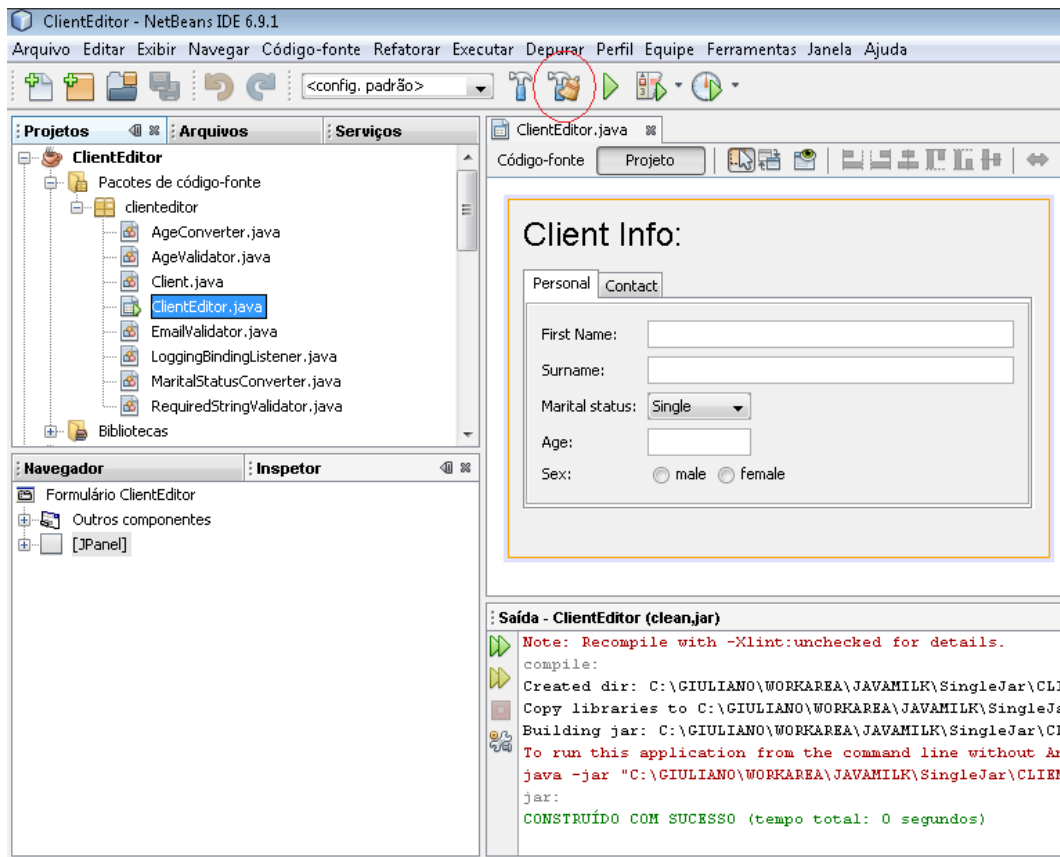 ClientEditor - NetBeans IDE 6.9.1
Arquivo Editar Exibir Navegar Código-fonte Refatorar Executar Depurar Perfil Equipe Ferramentas Janela Ajuda
<config. padrão>
Projetos Arquivos Serviços
ClientEditor
Pacotes de código-fonte
clienteditor
AgeConverter.java
AgeValidator.java
Client.java
ClientEditor.java
EmailValidator.java
LoggingBindingListener.java
MaritalStatusConverter.java
RequiredStringValidator.java
Bibliotecas
Navegador Inspetor
Formulário ClientEditor
Outros componentes
[JPanel]
ClientEditor.java
Código-fonte Projeto
Client Info:
Personal Contact
First Name:
Surname:
Marital status: Single
Age:
Sex: male female
Saída - ClientEditor (clean,jar)
Note: Recompile with -Xlint:unchecked for details.
compile:
Created dir: C:\GIULIANO\WORKAREA\JAVAMILK\SingleJar\CLI
Copy libraries to C:\GIULIANO\WORKAREA\JAVAMILK\SingleJa
Building jar: C:\GIULIANO\WORKAREA\JAVAMILK\SingleJar\CI
To run this application from the command line without An
java -jar "C:\GIULIANO\WORKAREA\JAVAMILK\SingleJar\CLIEN
jar:
CONSTRUÍDO COM SUCESSO (tempo total: 0 segundos)